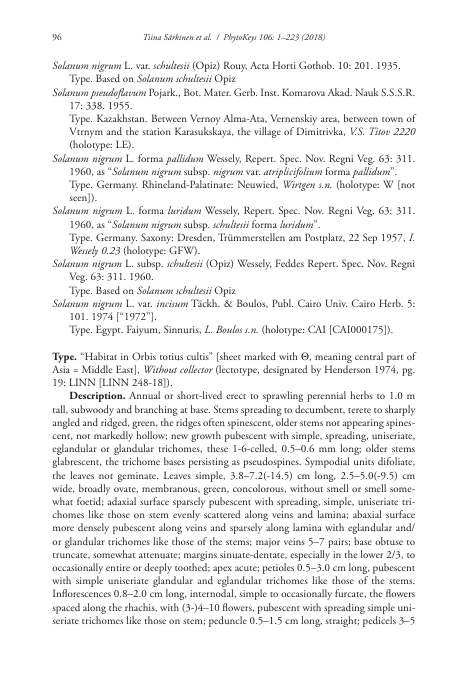 96
Tiina Särkinen et al. / PhytoKeys 106: 1–223 (2018)
Solanum nigrum L. var. schultesii (Opiz) Rouy, Acta Horti Gothob. 10: 201. 1935.
Type. Based on Solanum schultesii Opiz
Solanum pseudoflavum Pojark., Bot. Mater. Gerb. Inst. Komarova Akad. Nauk S.S.S.R.
17: 338. 1955.
Type. Kazakhstan. Between Vernoy Alma-Ata, Vernenskiy area, between town of
Vtrnym and the station Karasukskaya, the village of Dimitrivka, V.S. Titov 2220
(holotype: LE).
Solanum nigrum L. forma pallidum Wessely, Repert. Spec. Nov. Regni Veg. 63: 311.
1960, as “Solanum nigrum subsp. nigrum var. atriplicifolium forma pallidum”.
Type. Germany. Rhineland-Palatinate: Neuwied, Wirtgen s.n. (holotype: W [not
seen]).
Solanum nigrum L. forma luridum Wessely, Repert. Spec. Nov. Regni Veg. 63: 311.
1960, as “Solanum nigrum subsp. schultesii forma luridum”.
Type. Germany. Saxony: Dresden, Trümmerstellen am Postplatz, 22 Sep 1957, I.
Wessely 0.23 (holotype: GFW).
Solanum nigrum L. subsp. schultesii (Opiz) Wessely, Feddes Repert. Spec. Nov. Regni
Veg. 63: 311. 1960.
Type. Based on Solanum schultesii Opiz
Solanum nigrum L. var. incisum Täckh. & Boulos, Publ. Cairo Univ. Cairo Herb. 5:
101. 1974 [“1972”].
Type. Egypt. Faiyum, Sinnuris, L. Boulos s.n. (holotype: CAI [CAI000175]).
Type. “Habitat in Orbis totius cultis” [sheet marked with Θ, meaning central part of
Asia = Middle East], Without collector (lectotype, designated by Henderson 1974, pg.
19: LINN [LINN 248-18]).
Description. Annual or short-lived erect to sprawling perennial herbs to 1.0 m
tall, subwoody and branching at base. Stems spreading to decumbent, terete to sharply
angled and ridged, green, the ridges often spinescent, older stems not appearing spines-
cent, not markedly hollow; new growth pubescent with simple, spreading, uniseriate,
eglandular or glandular trichomes, these 1-6-celled, 0.5–0.6 mm long; older stems
glabrescent, the trichome bases persisting as pseudospines. Sympodial units difoliate,
the leaves not geminate. Leaves simple, 3.8–7.2(-14.5) cm long, 2.5–5.0(-9.5) cm
wide, broadly ovate, membranous, green, concolorous, without smell or smell some-
what foetid; adaxial surface sparsely pubescent with spreading, simple, uniseriate tri-
chomes like those on stem evenly scattered along veins and lamina; abaxial surface
more densely pubescent along veins and sparsely along lamina with eglandular and/
or glandular trichomes like those of the stems; major veins 5–7 pairs; base obtuse to
truncate, somewhat attenuate; margins sinuate-dentate, especially in the lower 2/3, to
occasionally entire or deeply toothed; apex acute; petioles 0.5–3.0 cm long, pubescent
with simple uniseriate glandular and eglandular trichomes like those of the stems.
Inflorescences 0.8–2.0 cm long, internodal, simple to occasionally furcate, the flowers
spaced along the rhachis, with (3-)4–10 flowers, pubescent with spreading simple uni-
seriate trichomes like those on stem; peduncle 0.5–1.5 cm long, straight; pedicels 3–5